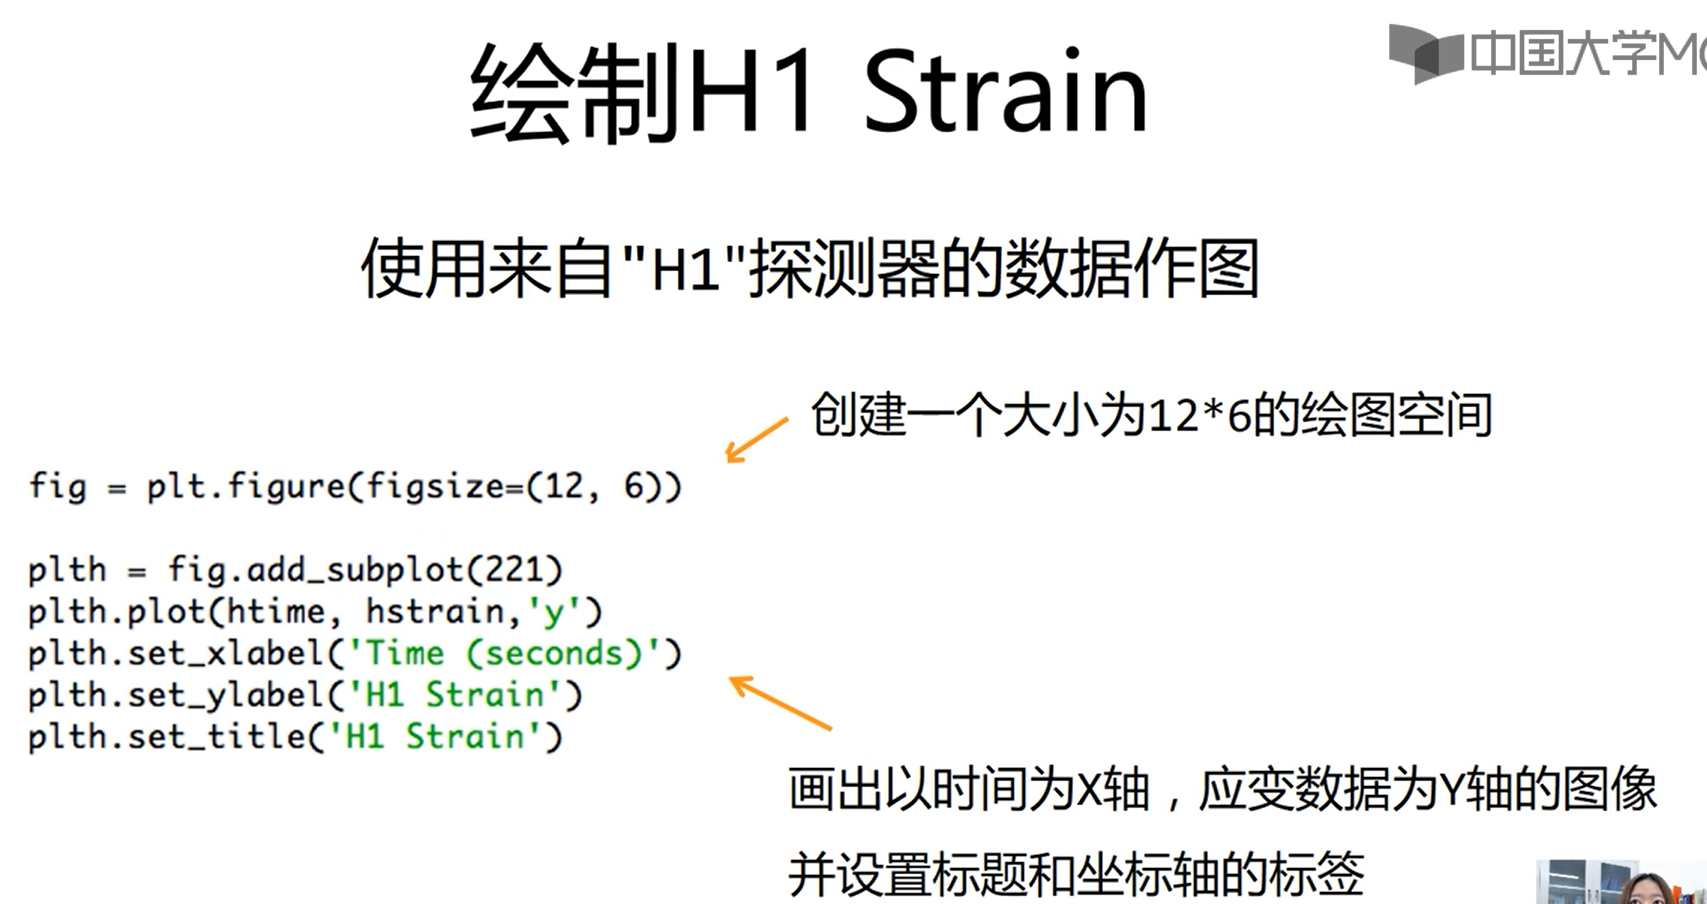 绘制H1 Strain
中国大学MO
使用来自"H1"探测器的数据作图
创建一个大小为12*6的绘图空间
fig = plt.figure(figsize=(12, 6))
plth = fig.add_subplot(221)
plth.plot(htime, hstrain,'y')
plth.set_xlabel('Time (seconds)')
plth.set_ylabel('H1 Strain')
plth.set_title('H1 Strain')
画出以时间为X轴，应变数据为Y轴的图像
并设置标题和坐标轴的标签